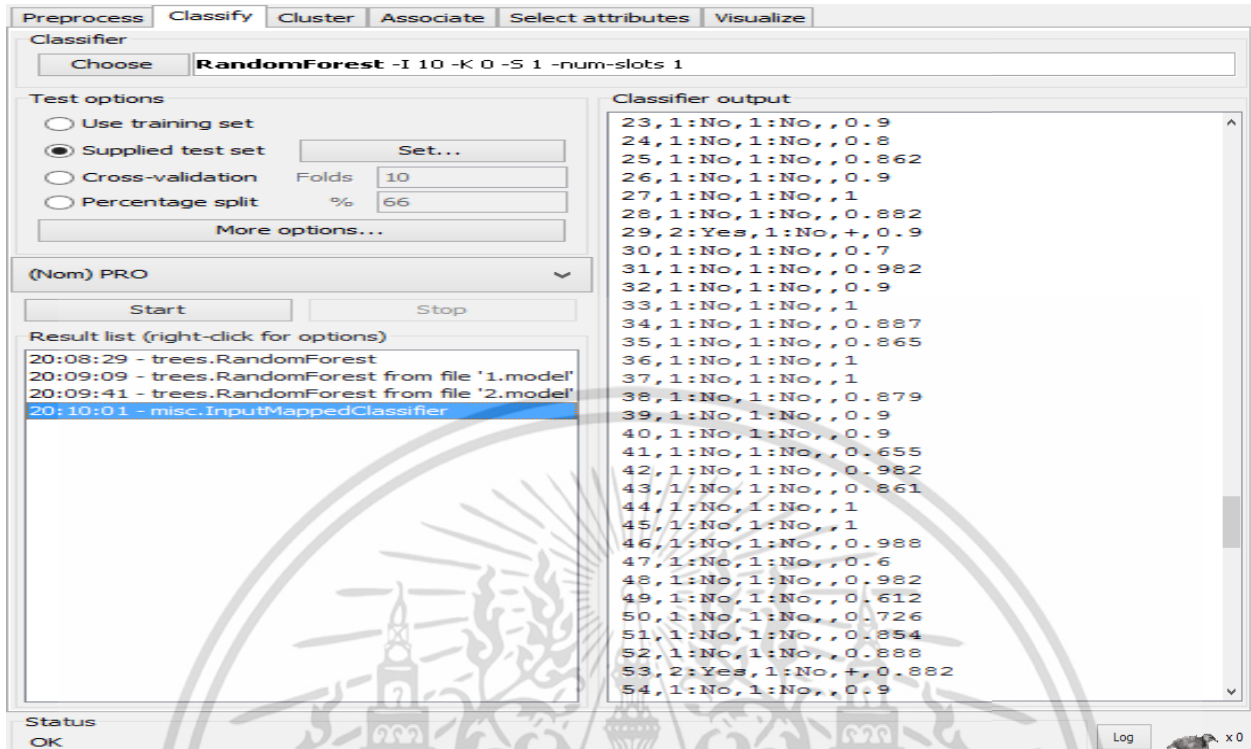 Preprocess Classify Cluster Associate Select attributes Visualize
Classifier
Choose RandomForest -I 10 -K 0 -S 1 -num-slots 1
Test options
Use training set
Supplied test set Set...
Cross-validation Folds 10
Percentage split % 66
More options...
(Nom) PRO
Start Stop
Result list (right-click for options)
20:08:29 - trees.RandomForest
20:09:09 - trees.RandomForest from file '1.model'
20:09:41 - trees.RandomForest from file '2.model'
20:10:01 - misc.InputMappedClassifier
Classifier output
23,1:No,1:No,,0.9
24,1:No,1:No,,0.8
25,1:No,1:No,,0.862
26,1:No,1:No,,0.9
27,1:No,1:No,,1
28,1:No,1:No,,0.882
29,2:Yes,1:No,+,0.9
30,1:No,1:No,,0.7
31,1:No,1:No,,0.982
32,1:No,1:No,,0.9
33,1:No,1:No,,1
34,1:No,1:No,,0.887
35,1:No,1:No,,0.865
36,1:No,1:No,,1
37,1:No,1:No,,1
38,1:No,1:No,,0.879
39,1:No,1:No,,0.9
40,1:No,1:No,,0.9
41,1:No,1:No,,0.655
42,1:No,1:No,,0.982
43,1:No,1:No,,0.861
44,1:No,1:No,,1
45,1:No,1:No,,1
46,1:No,1:No,,0.988
47,1:No,1:No,,0.6
48,1:No,1:No,,0.982
49,1:No,1:No,,0.612
50,1:No,1:No,,0.726
51,1:No,1:No,,0.854
52,1:No,1:No,,0.888
53,2:Yes,1:No,+,0.882
54,1:No,1:No,,0.9
Status
OK
Log x 0